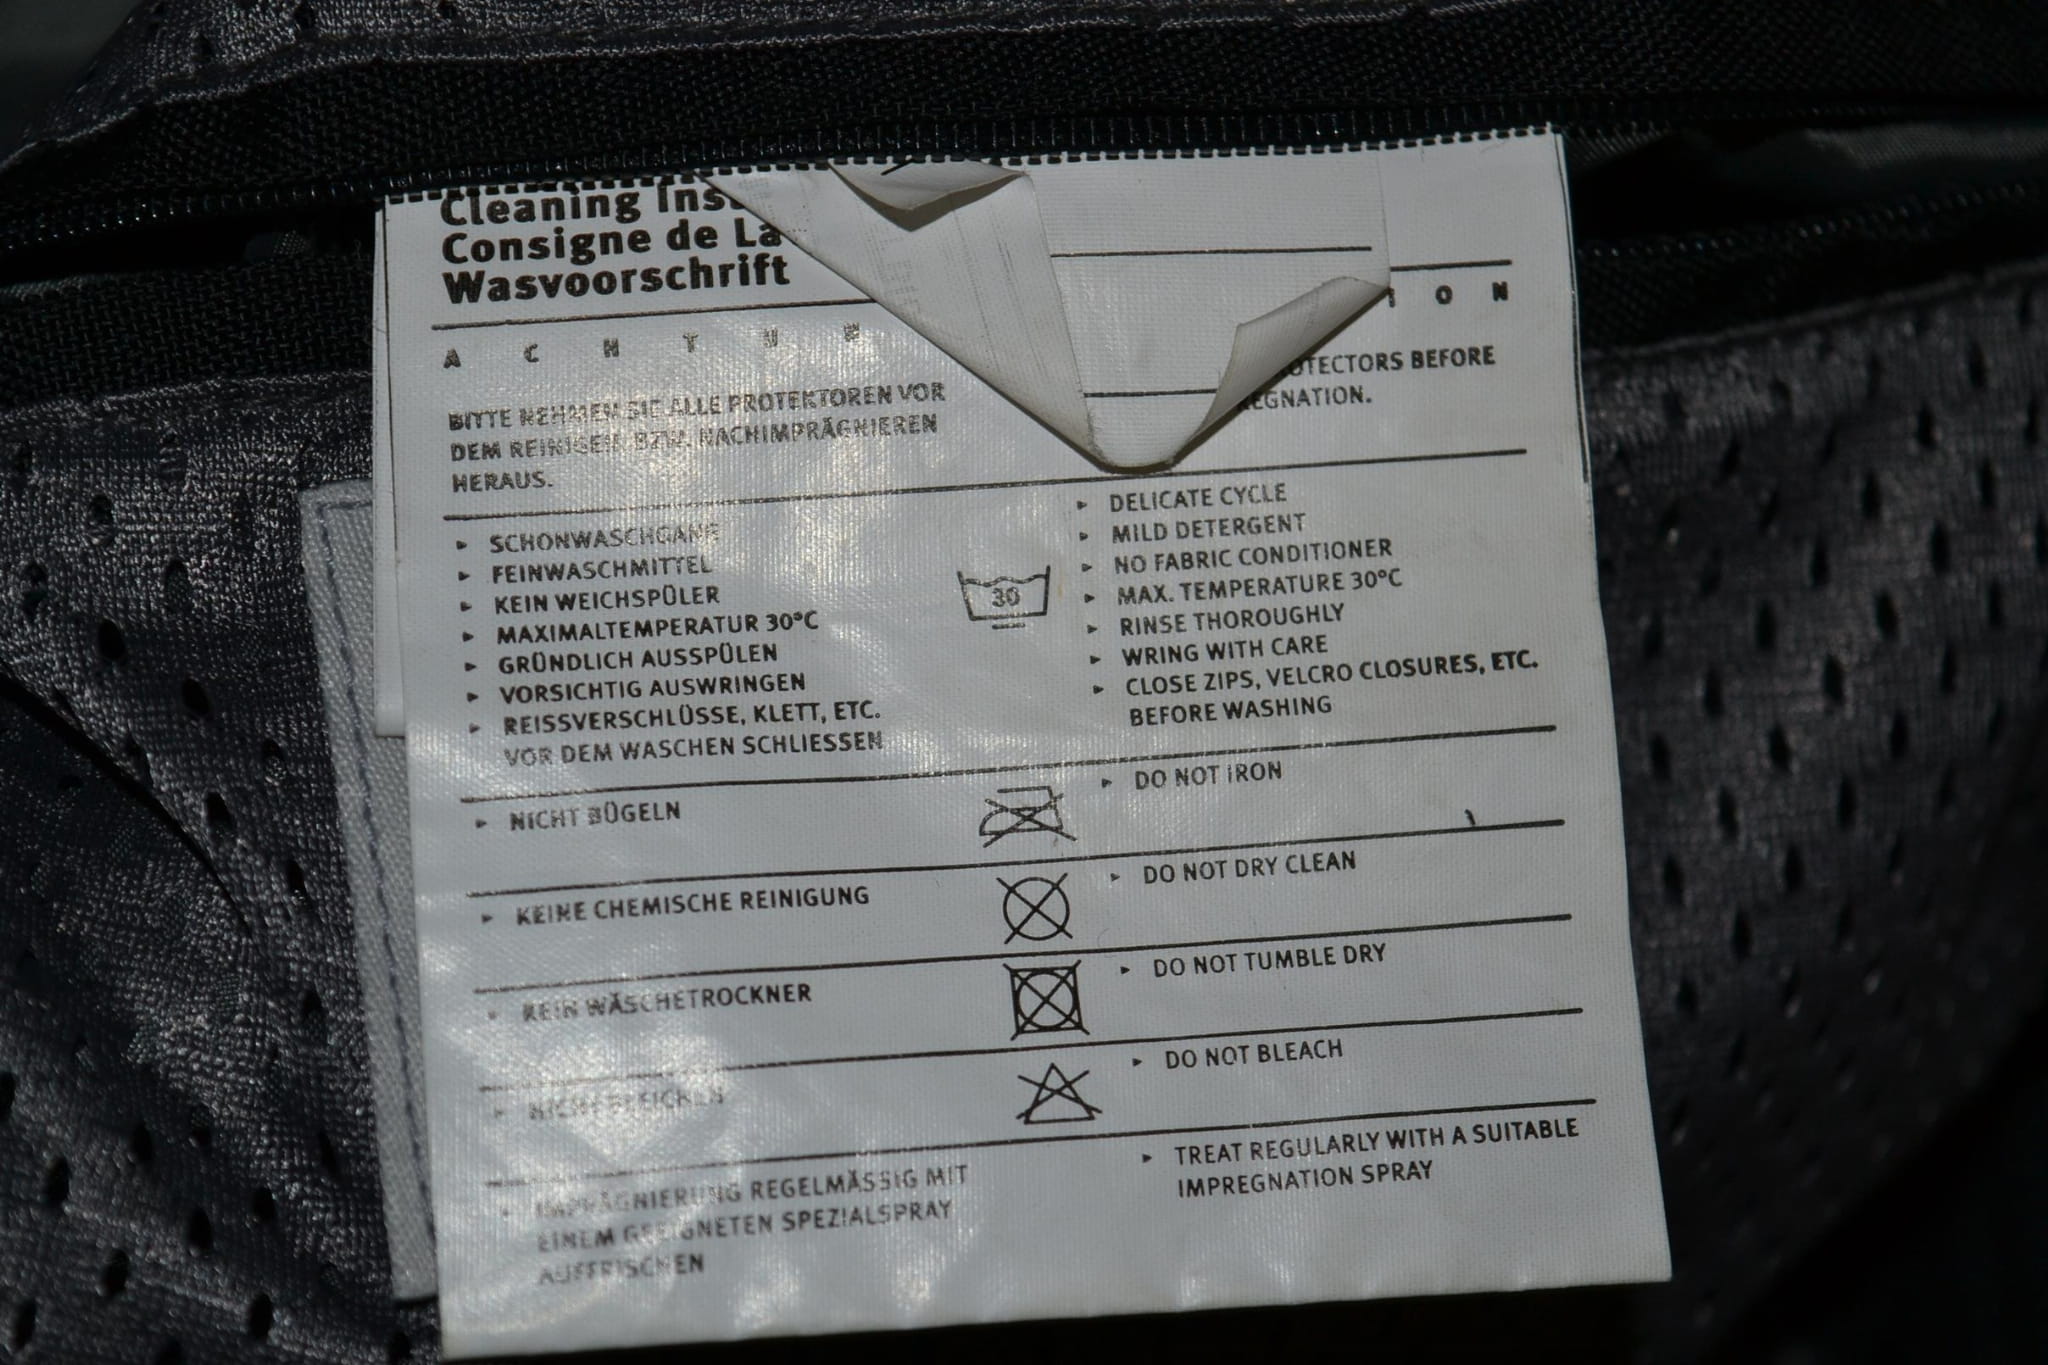 Cleaning Ins
Consigne de La
Wasvoorschrift
A C H T U N
I O N
BITTE NEHMEN SIE ALLE PROTEKTOREN VOR
DEM REINIGEN BZW. NACHIMPRÄGNIEREN
HERAUS.
OTECTORS BEFORE
EGNATION.
▸ SCHONWASCHGANG
▸ FEINWASCHMITTEL
▸ KEIN WEICHSPÜLER
▸ MAXIMALTEMPERATUR 30°C
▸ GRÜNDLICH AUSSPÜLEN
▸ VORSICHTIG AUSWRINGEN
▸ REISSVERSCHLÜSSE, KLETT, ETC.
VOR DEM WASCHEN SCHLIESSEN
30
▸ DELICATE CYCLE
▸ MILD DETERGENT
▸ NO FABRIC CONDITIONER
▸ MAX. TEMPERATURE 30°C
▸ RINSE THOROUGHLY
▸ WRING WITH CARE
▸ CLOSE ZIPS, VELCRO CLOSURES, ETC.
BEFORE WASHING
▸ NICHT BÜGELN
▸ DO NOT IRON
▸ KEINE CHEMISCHE REINIGUNG
▸ DO NOT DRY CLEAN
▸ KEIN WÄSCHETROCKNER
▸ DO NOT TUMBLE DRY
▸ NICHT BLEICHEN
▸ DO NOT BLEACH
▸ IMPRÄGNIERUNG REGELMÄSSIG MIT
EINEM GEEIGNETEN SPEZIALSPRAY
AUFFRISCHEN
▸ TREAT REGULARLY WITH A SUITABLE
IMPREGNATION SPRAY